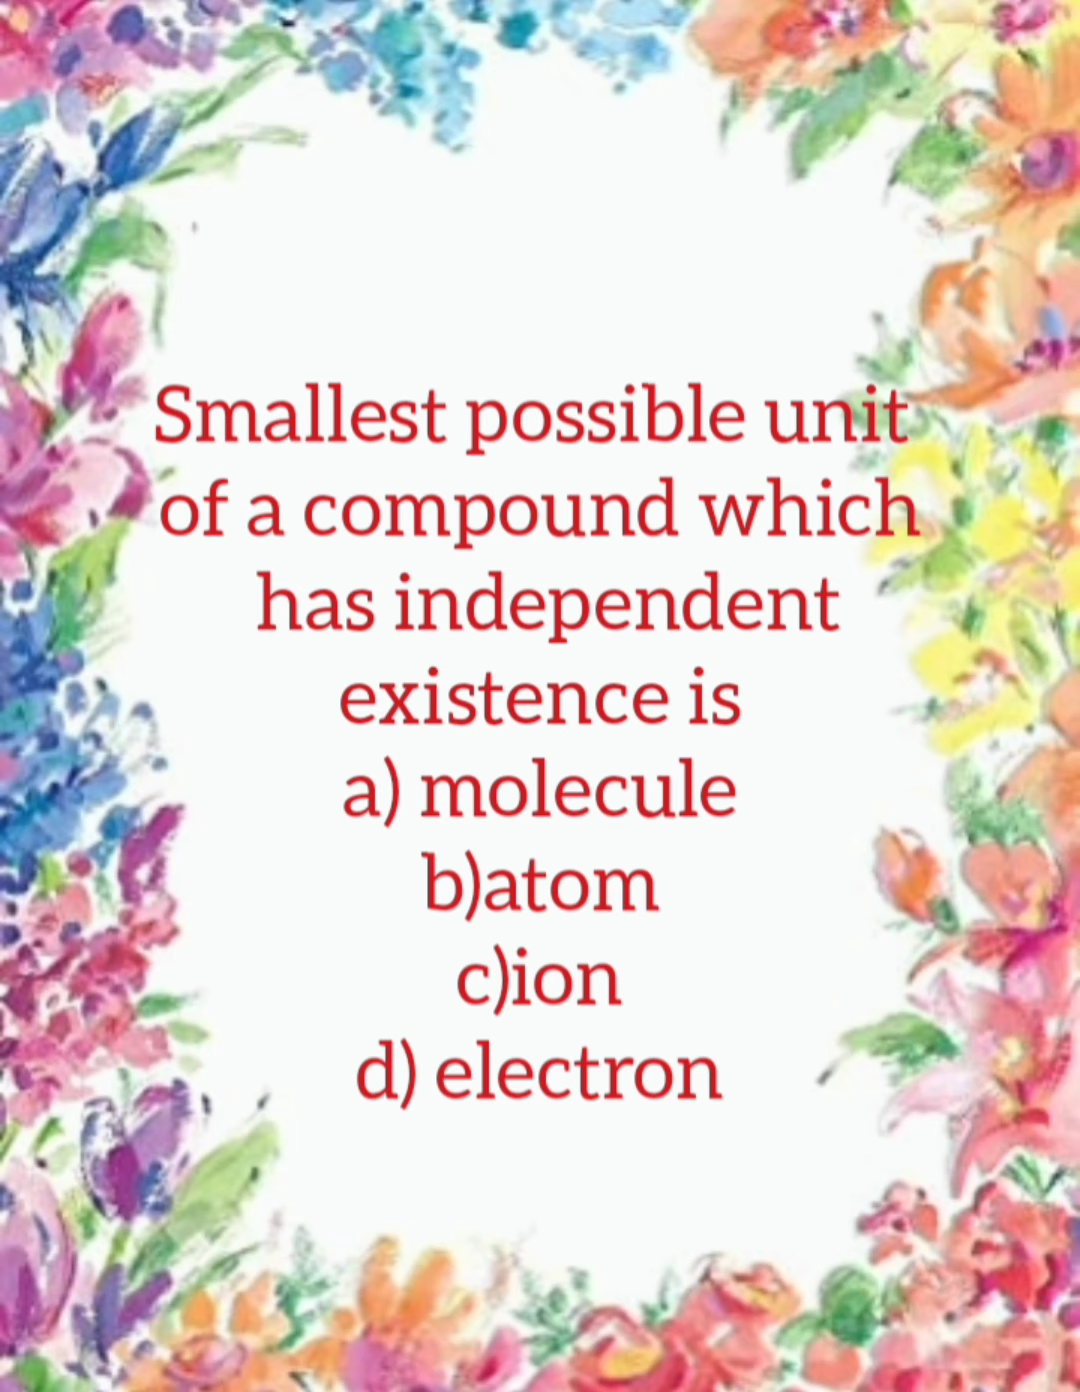 Smallest possible unit
of a compound which
has independent
existence is
a) molecule
b)atom
c)ion
d) electron